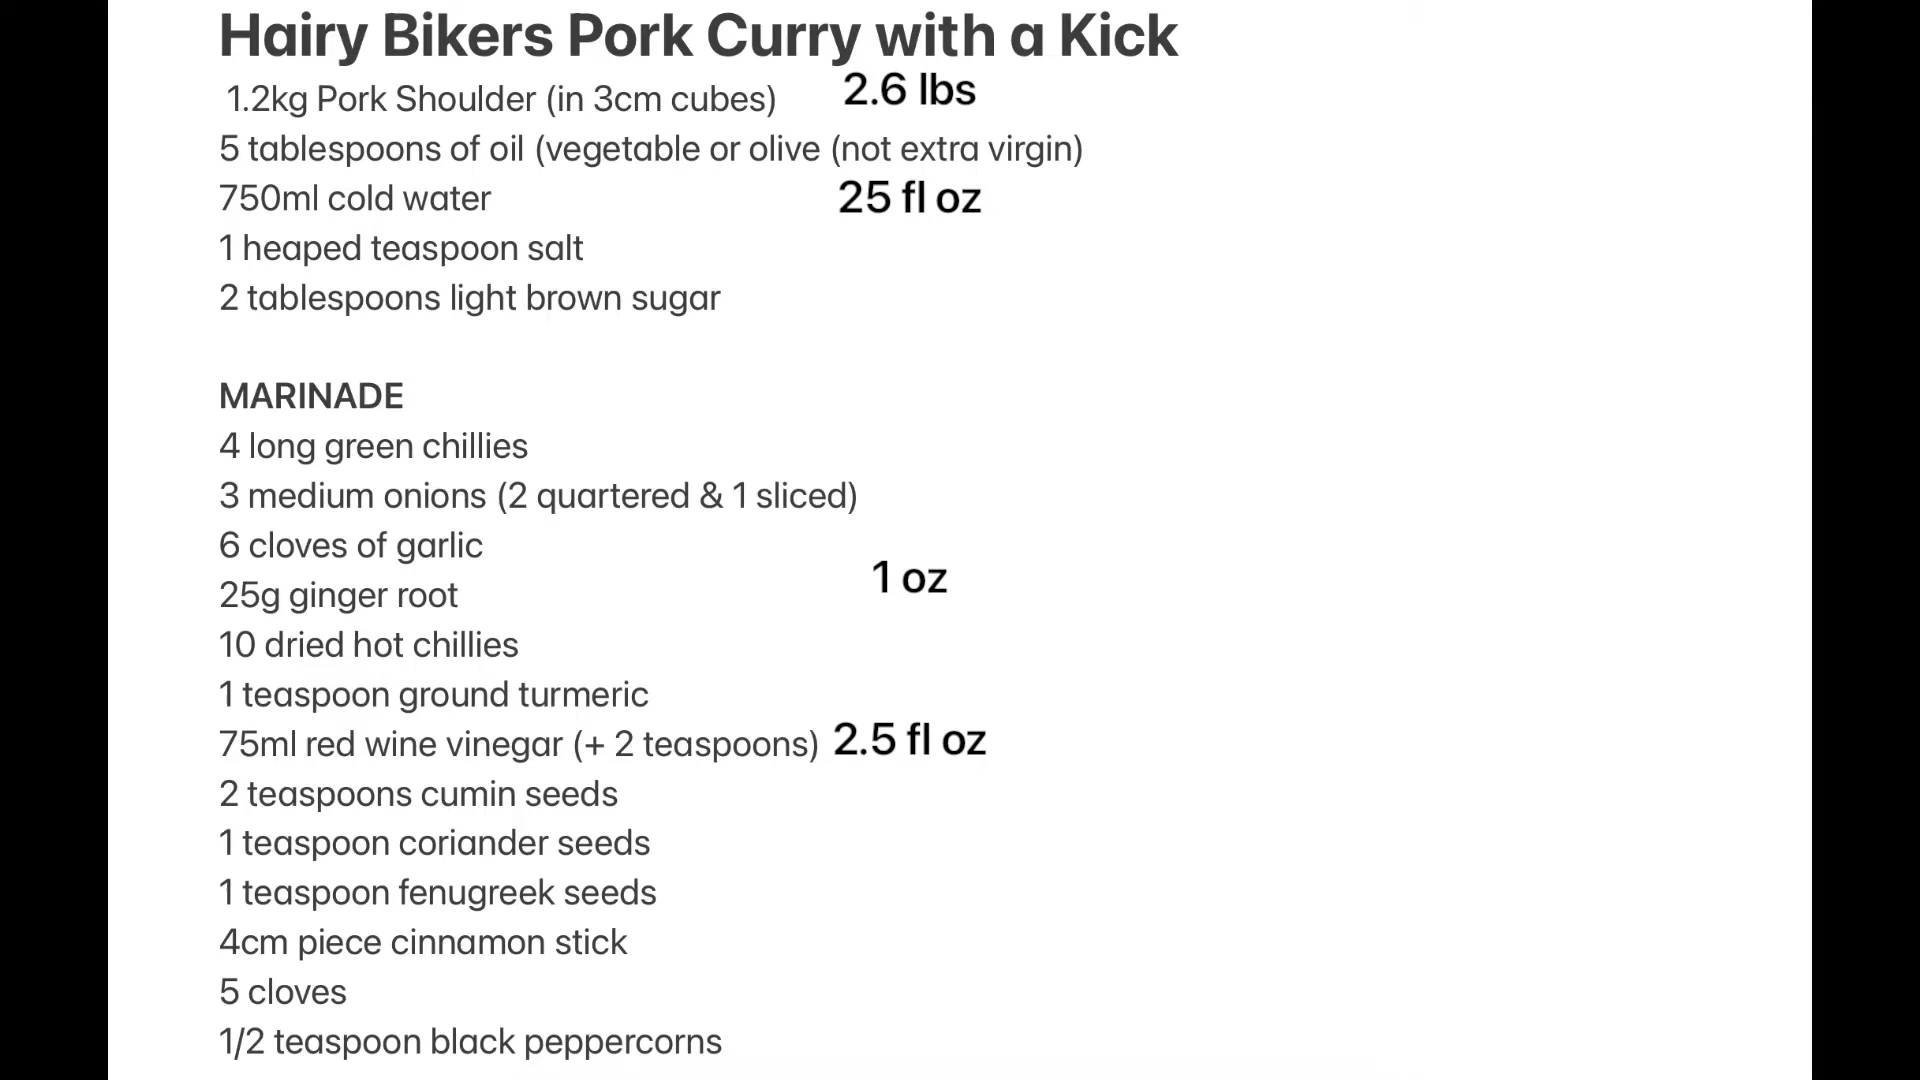 Hairy Bikers Pork Curry with a Kick
1.2kg Pork Shoulder (in 3cm cubes) 2.6 lbs
5 tablespoons of oil (vegetable or olive (not extra virgin)
750ml cold water 25 fl oz
1 heaped teaspoon salt
2 tablespoons light brown sugar
MARINADE
4 long green chillies
3 medium onions (2 quartered & 1 sliced)
6 cloves of garlic
25g ginger root 1 oz
10 dried hot chillies
1 teaspoon ground turmeric
75ml red wine vinegar (+ 2 teaspoons) 2.5 fl oz
2 teaspoons cumin seeds
1 teaspoon coriander seeds
1 teaspoon fenugreek seeds
4cm piece cinnamon stick
5 cloves
1/2 teaspoon black peppercorns